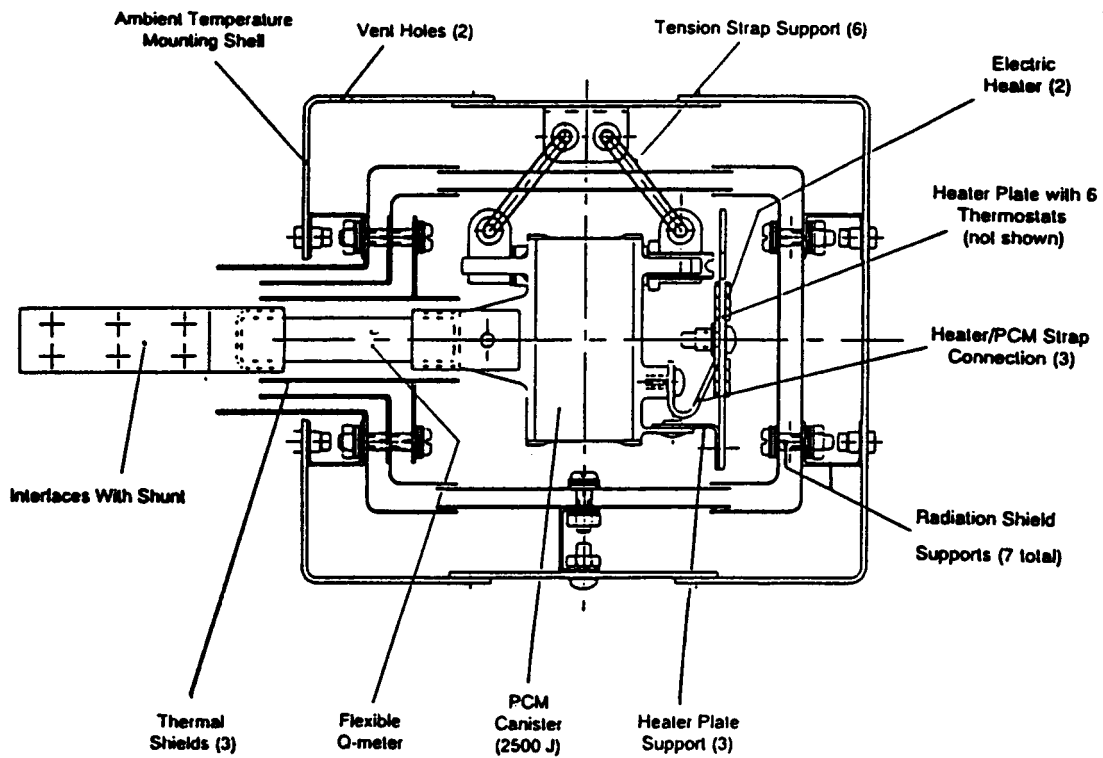 Ambient Temperature
Mounting Shell
Vent Holes (2)
Tension Strap Support (6)
Electric
Heater (2)
Heater Plate with 6
Thermostats
(not shown)
Heater/PCM Strap
Connection (3)
Interfaces With Shunt
Radiation Shield
Supports (7 total)
Thermal
Shields (3)
Flexible
Q-meter
PCM
Canister
(2500 J)
Heater Plate
Support (3)